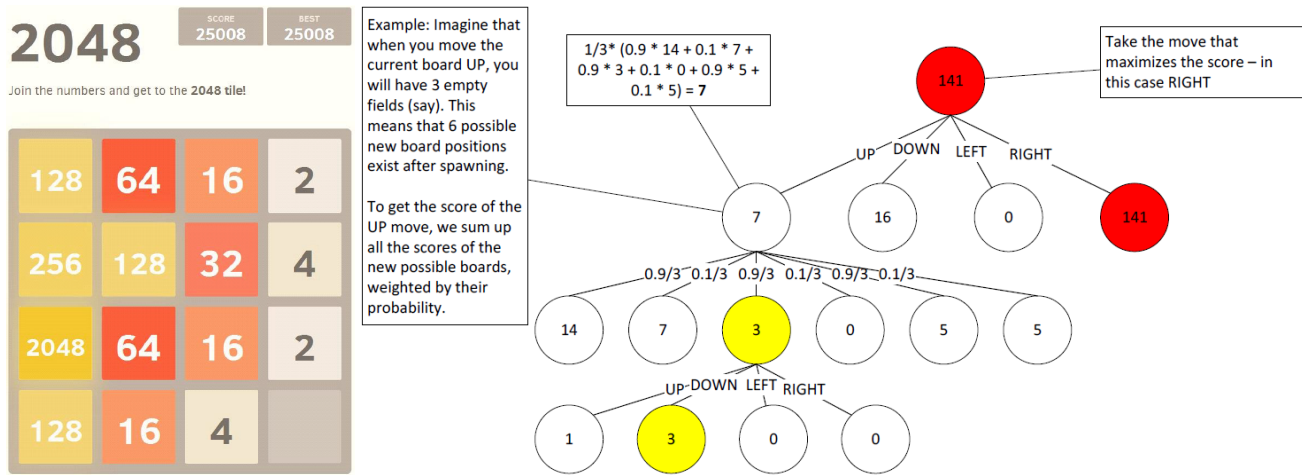 2048
SCORE
25008
BEST
25008
Join the numbers and get to the 2048 tile!
128 64 16 2
256 128 32 4
2048 64 16 2
128 16 4
Example: Imagine that
when you move the
current board UP, you
will have 3 empty
fields (say). This
means that 6 possible
new board positions
exist after spawning.
To get the score of the
UP move, we sum up
all the scores of the
new possible boards,
weighted by their
probability.
1/3* (0.9 * 14 + 0.1 * 7 +
0.9 * 3 + 0.1 * 0 + 0.9 * 5 +
0.1 * 5) = 7
141
Take the move that
maximizes the score – in
this case RIGHT
UP DOWN LEFT RIGHT
7 16 0 141
0.9/3 0.1/3 0.9/3 0.1/3 0.9/3 0.1/3
14 7 3 0 5 5
UP DOWN LEFT RIGHT
1 3 0 0